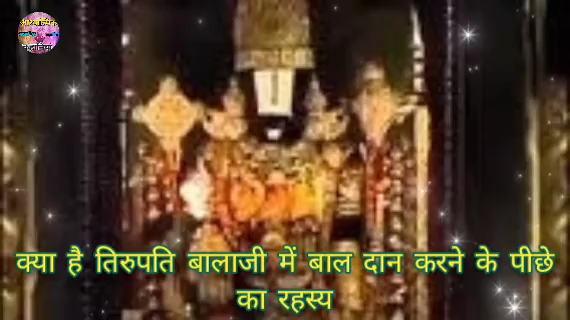 क्या है तिरुपति बालाजी में बाल दान करने के पीछे
का रहस्य